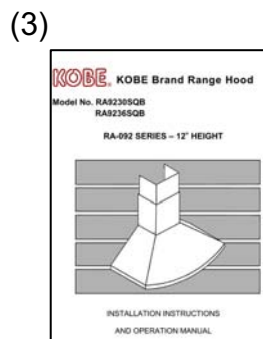 (3)
KOBE® KOBE Brand Range Hood
Model No. RA9230SQB
RA9236SQB
RA-092 SERIES – 12" HEIGHT
INSTALLATION INSTRUCTIONS
AND OPERATION MANUAL